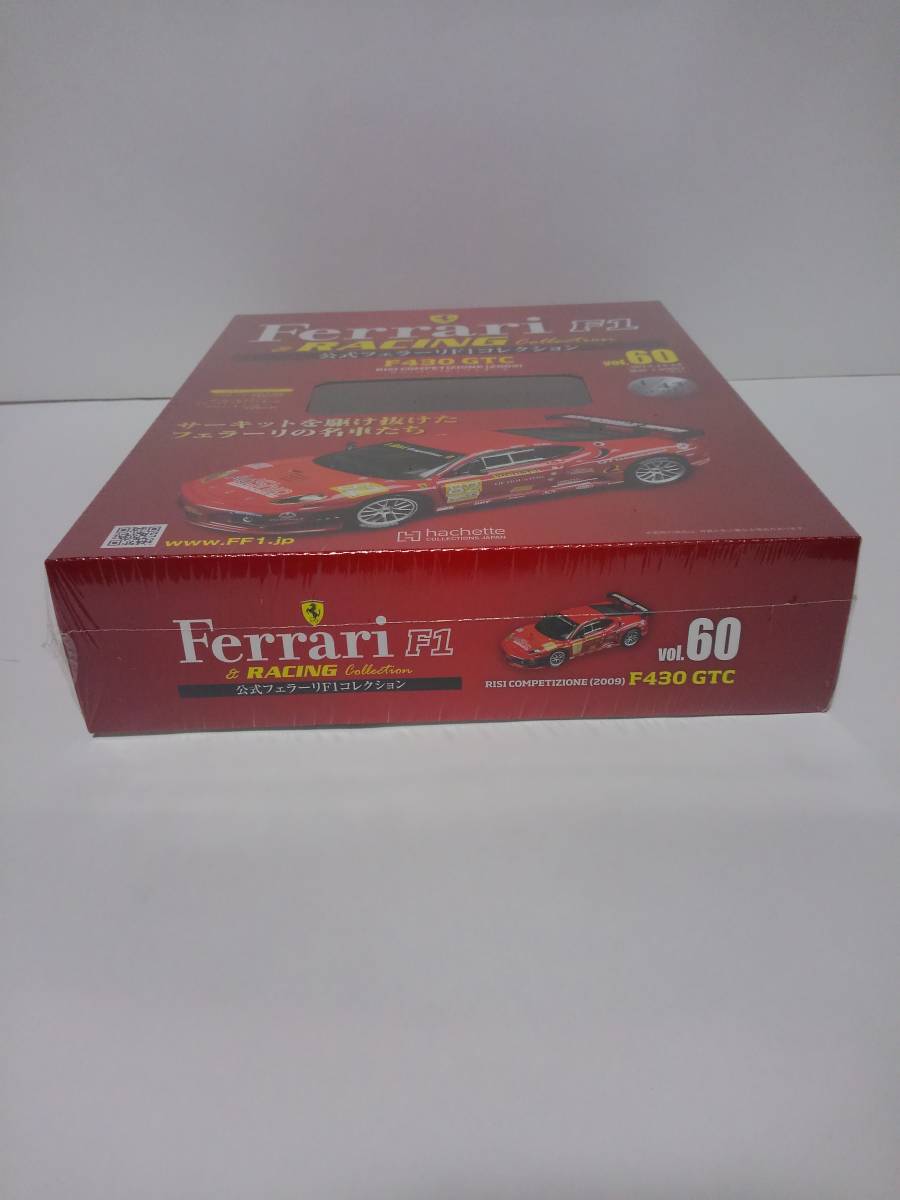 Ferrari F1
& RACING Collection
公式フェラーリF1コレクション
F430 GTC
RISI COMPETIZIONE (2009)
vol.60
サーキットを駆け抜けた
フェラーリの名車たち
www.FF1.jp
hachette
COLLECTIONS JAPAN
Ferrari F1
& RACING Collection
公式フェラーリF1コレクション
vol.60
RISI COMPETIZIONE (2009) F430 GTC